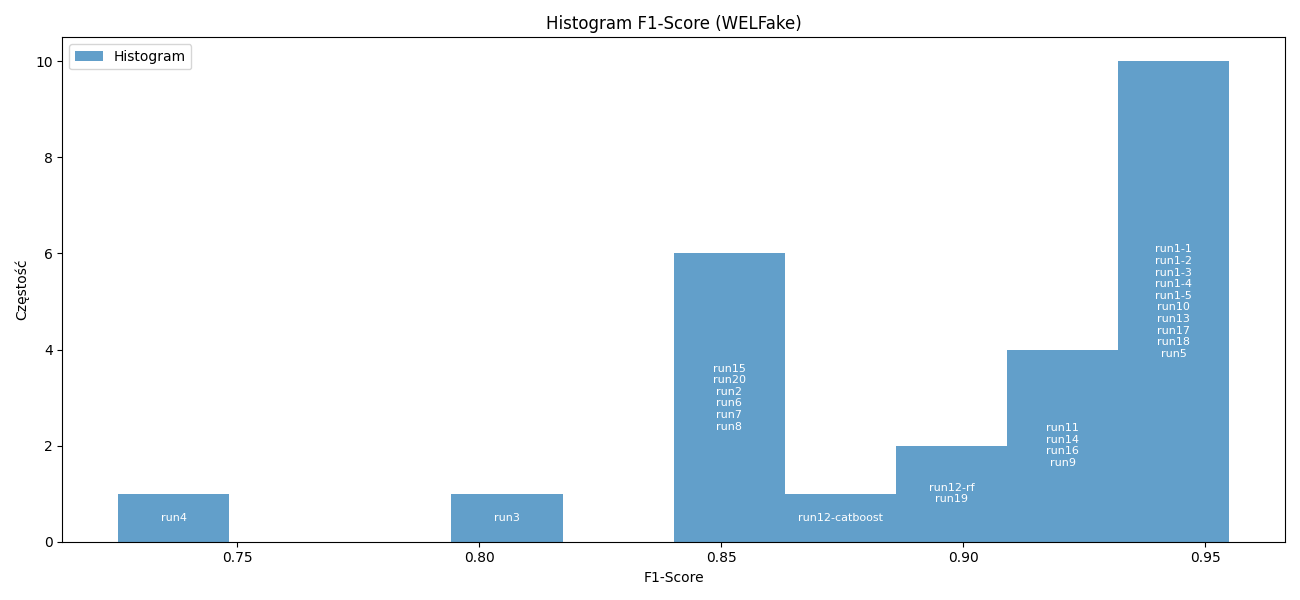 Histogram F1-Score (WELFake)
Histogram
Częstość
10
8
6
4
2
0
run4
run3
run15
run20
run2
run6
run7
run8
run12-catboost
run12-rf
run19
run11
run14
run16
run9
run1-1
run1-2
run1-3
run1-4
run1-5
run10
run13
run17
run18
run5
0.75
0.80
0.85
0.90
0.95
F1-Score